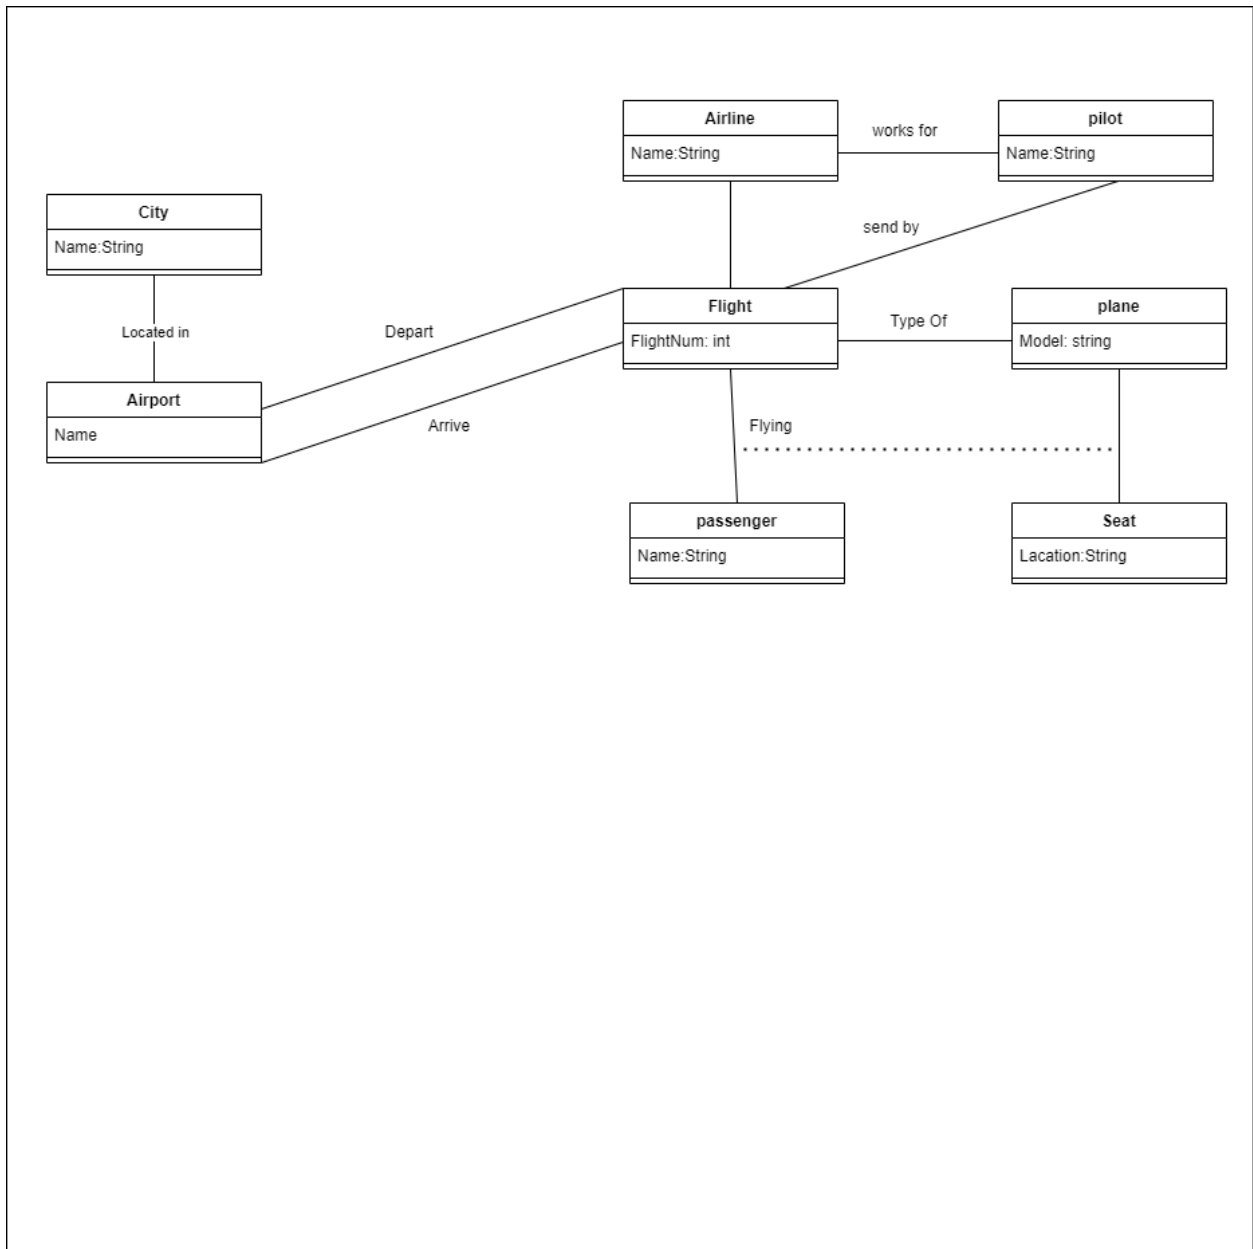 Airline
Name:String
works for
pilot
Name:String
City
Name:String
send by
Located in
Depart
Flight
FlightNum: int
Type Of
plane
Model: string
Airport
Name
Arrive
Flying
passenger
Name:String
Seat
Lacation:String